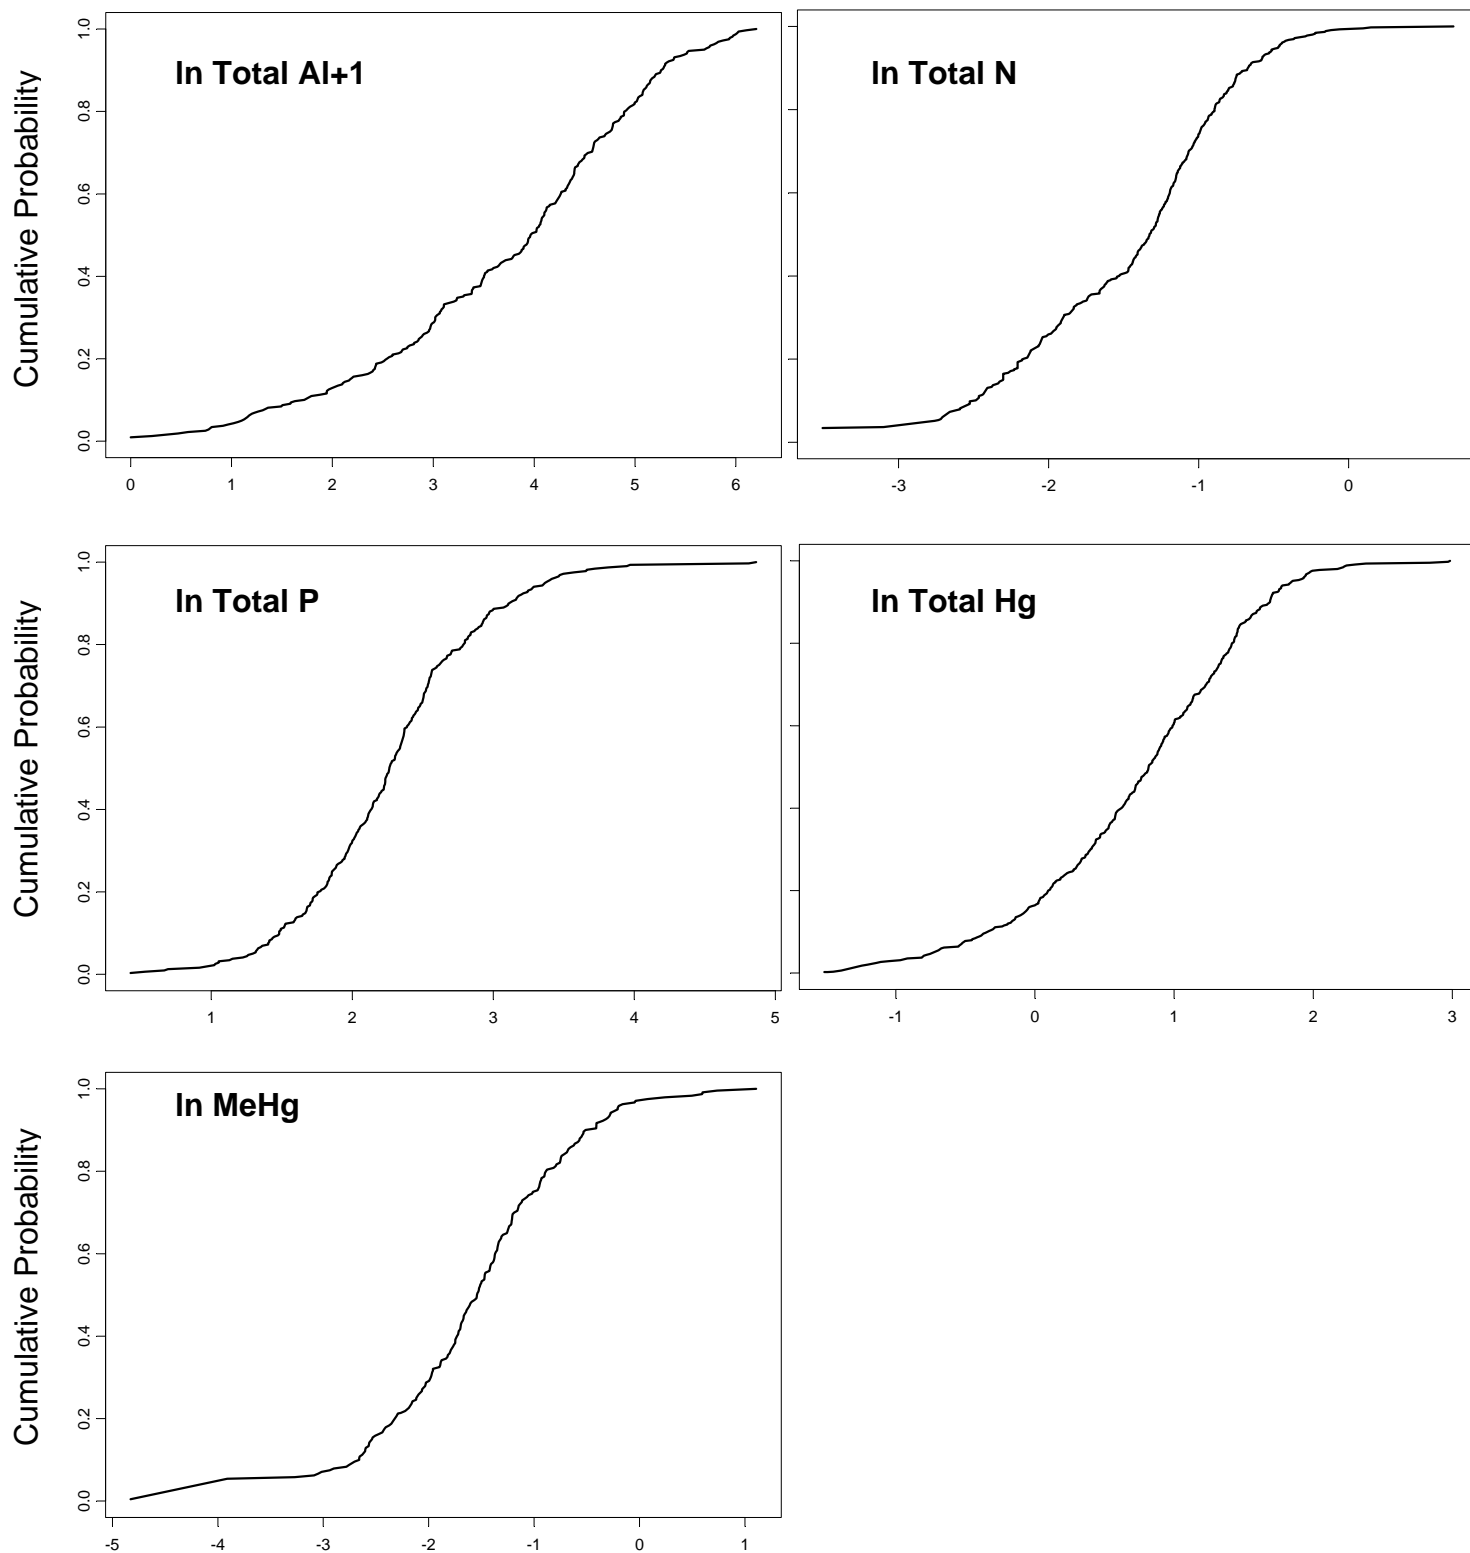 Cumulative Probability
1.0
0.8
0.6
0.4
0.2
0.0
ln Total Al+1
0 1 2 3 4 5 6
ln Total N
-3 -2 -1 0
Cumulative Probability
1.0
0.8
0.6
0.4
0.2
0.0
ln Total P
1 2 3 4 5
ln Total Hg
-1 0 1 2 3
Cumulative Probability
1.0
0.8
0.6
0.4
0.2
0.0
ln MeHg
-5 -4 -3 -2 -1 0 1